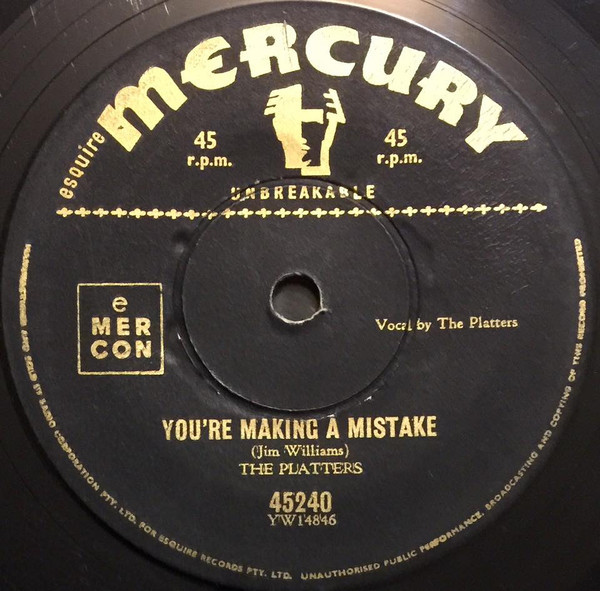 esquire
MERCURY
45
r.p.m.
45
r.p.m.
UNBREAKABLE
e
MER
CON
Vocal by The Platters
YOU'RE MAKING A MISTAKE
(Jim Williams)
THE PLATTERS
45240
YW14846
MANUFACTURED AND SOLD BY RADIO CORPORATION PTY. LTD. FOR ESQUIRE RECORDS PTY. LTD. UNAUTHORISED PUBLIC PERFORMANCE, BROADCASTING AND COPYING OF THIS RECORD PROHIBITED